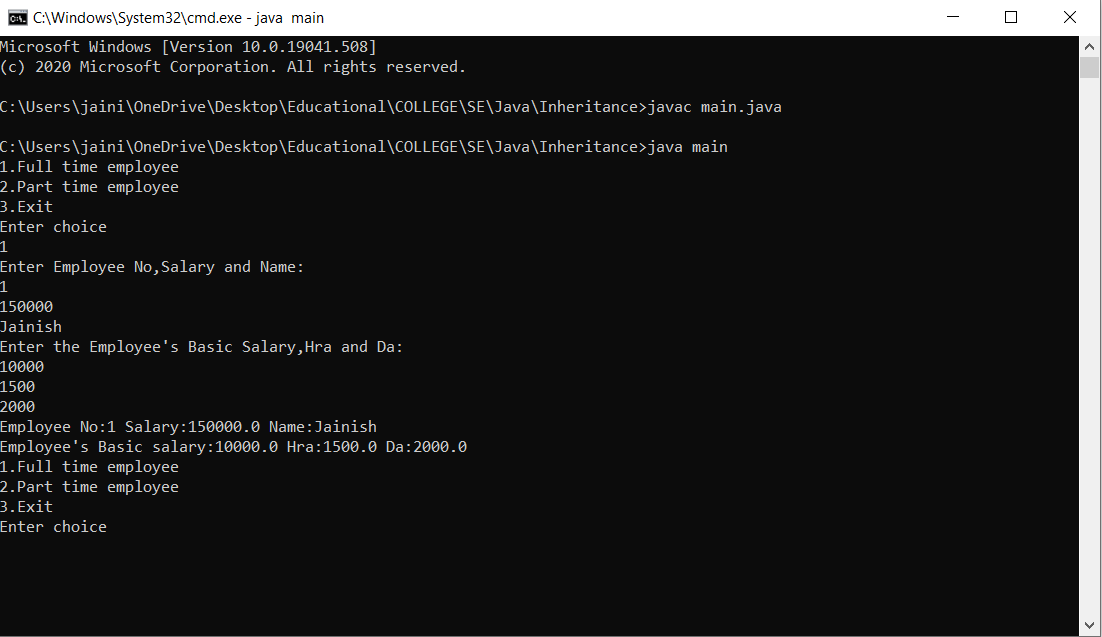 C:\Windows\System32\cmd.exe - java  main
Microsoft Windows [Version 10.0.19041.508]
(c) 2020 Microsoft Corporation. All rights reserved.
C:\Users\jaini\OneDrive\Desktop\Educational\COLLEGE\SE\Java\Inheritance>javac main.java
C:\Users\jaini\OneDrive\Desktop\Educational\COLLEGE\SE\Java\Inheritance>java main
1.Full time employee
2.Part time employee
3.Exit
Enter choice
1
Enter Employee No,Salary and Name:
1
150000
Jainish
Enter the Employee's Basic Salary,Hra and Da:
10000
1500
2000
Employee No:1 Salary:150000.0 Name:Jainish
Employee's Basic salary:10000.0 Hra:1500.0 Da:2000.0
1.Full time employee
2.Part time employee
3.Exit
Enter choice